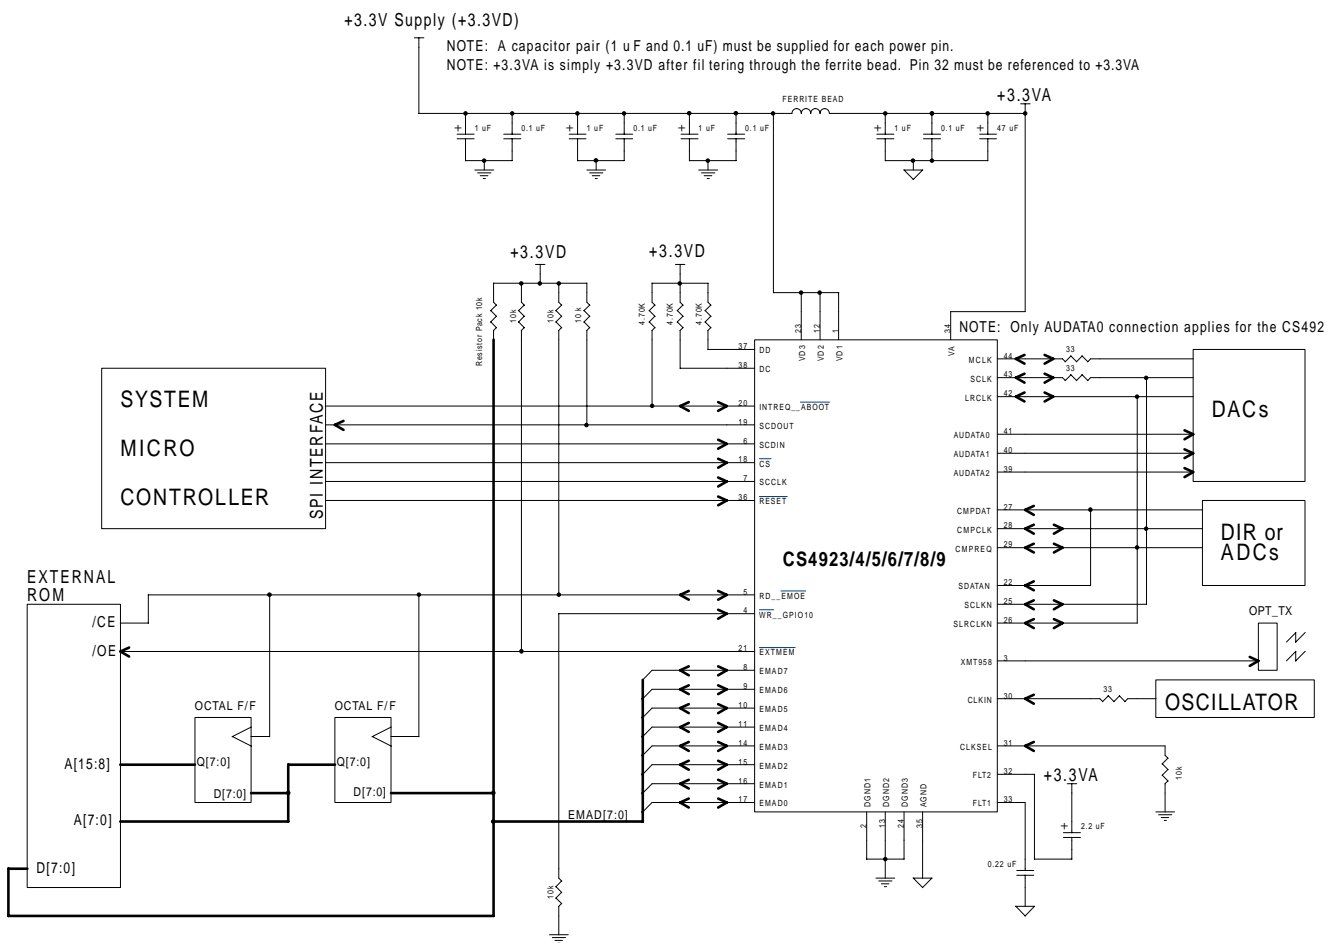 +3.3V Supply (+3.3VD)
NOTE: A capacitor pair (1 uF and 0.1 uF) must be supplied for each power pin.
NOTE: +3.3VA is simply +3.3VD after fil tering through the ferrite bead. Pin 32 must be referenced to +3.3VA
FERRITE BEAD
+3.3VA
+ 1 uF 0.1 uF + 1 uF 0.1 uF + 1 uF 0.1 uF + 1 uF 0.1 uF + 47 uF
+3.3VD +3.3VD
Resistor Pack 10k
10k
10k
10k
4.70K
4.70K
4.70K
23
12
1
34
VD3
VD2
VD1
VA
NOTE: Only AUDATA0 connection applies for the CS492
SYSTEM
MICRO
CONTROLLER
SPI INTERFACE
37 DD
38 DC
20 INTREQ__ABOOT
19 SCDOUT
6 SCDIN
18 CS
7 SCCLK
36 RESET
CS4923/4/5/6/7/8/9
5 RD__EMOE
4 WR__GPIO10
21 EXTMEM
8 EMAD7
9 EMAD6
10 EMAD5
11 EMAD4
14 EMAD3
15 EMAD2
16 EMAD1
17 EMAD0
MCLK 44 33
SCLK 43 33
LRCLK 42
AUDATA0 41
AUDATA1 40
AUDATA2 39
DACs
CMPDAT 27
CMPCLK 28
CMPREQ 29
DIR or
ADCs
SDATAN 22
SCLKN 25
SLRCLKN 26
OPT_TX
XMT958 3
CLKIN 30 33
OSCILLATOR
CLKSEL 31
10k
FLT2 32
FLT1 33
+3.3VA
+ 2.2 uF
0.22 uF
DGND1
DGND2
DGND3
AGND
2
13
24
35
EXTERNAL
ROM
/CE
/OE
OCTAL F/F OCTAL F/F
A[15:8] Q[7:0] Q[7:0]
D[7:0] D[7:0]
A[7:0]
EMAD[7:0]
D[7:0]
10k